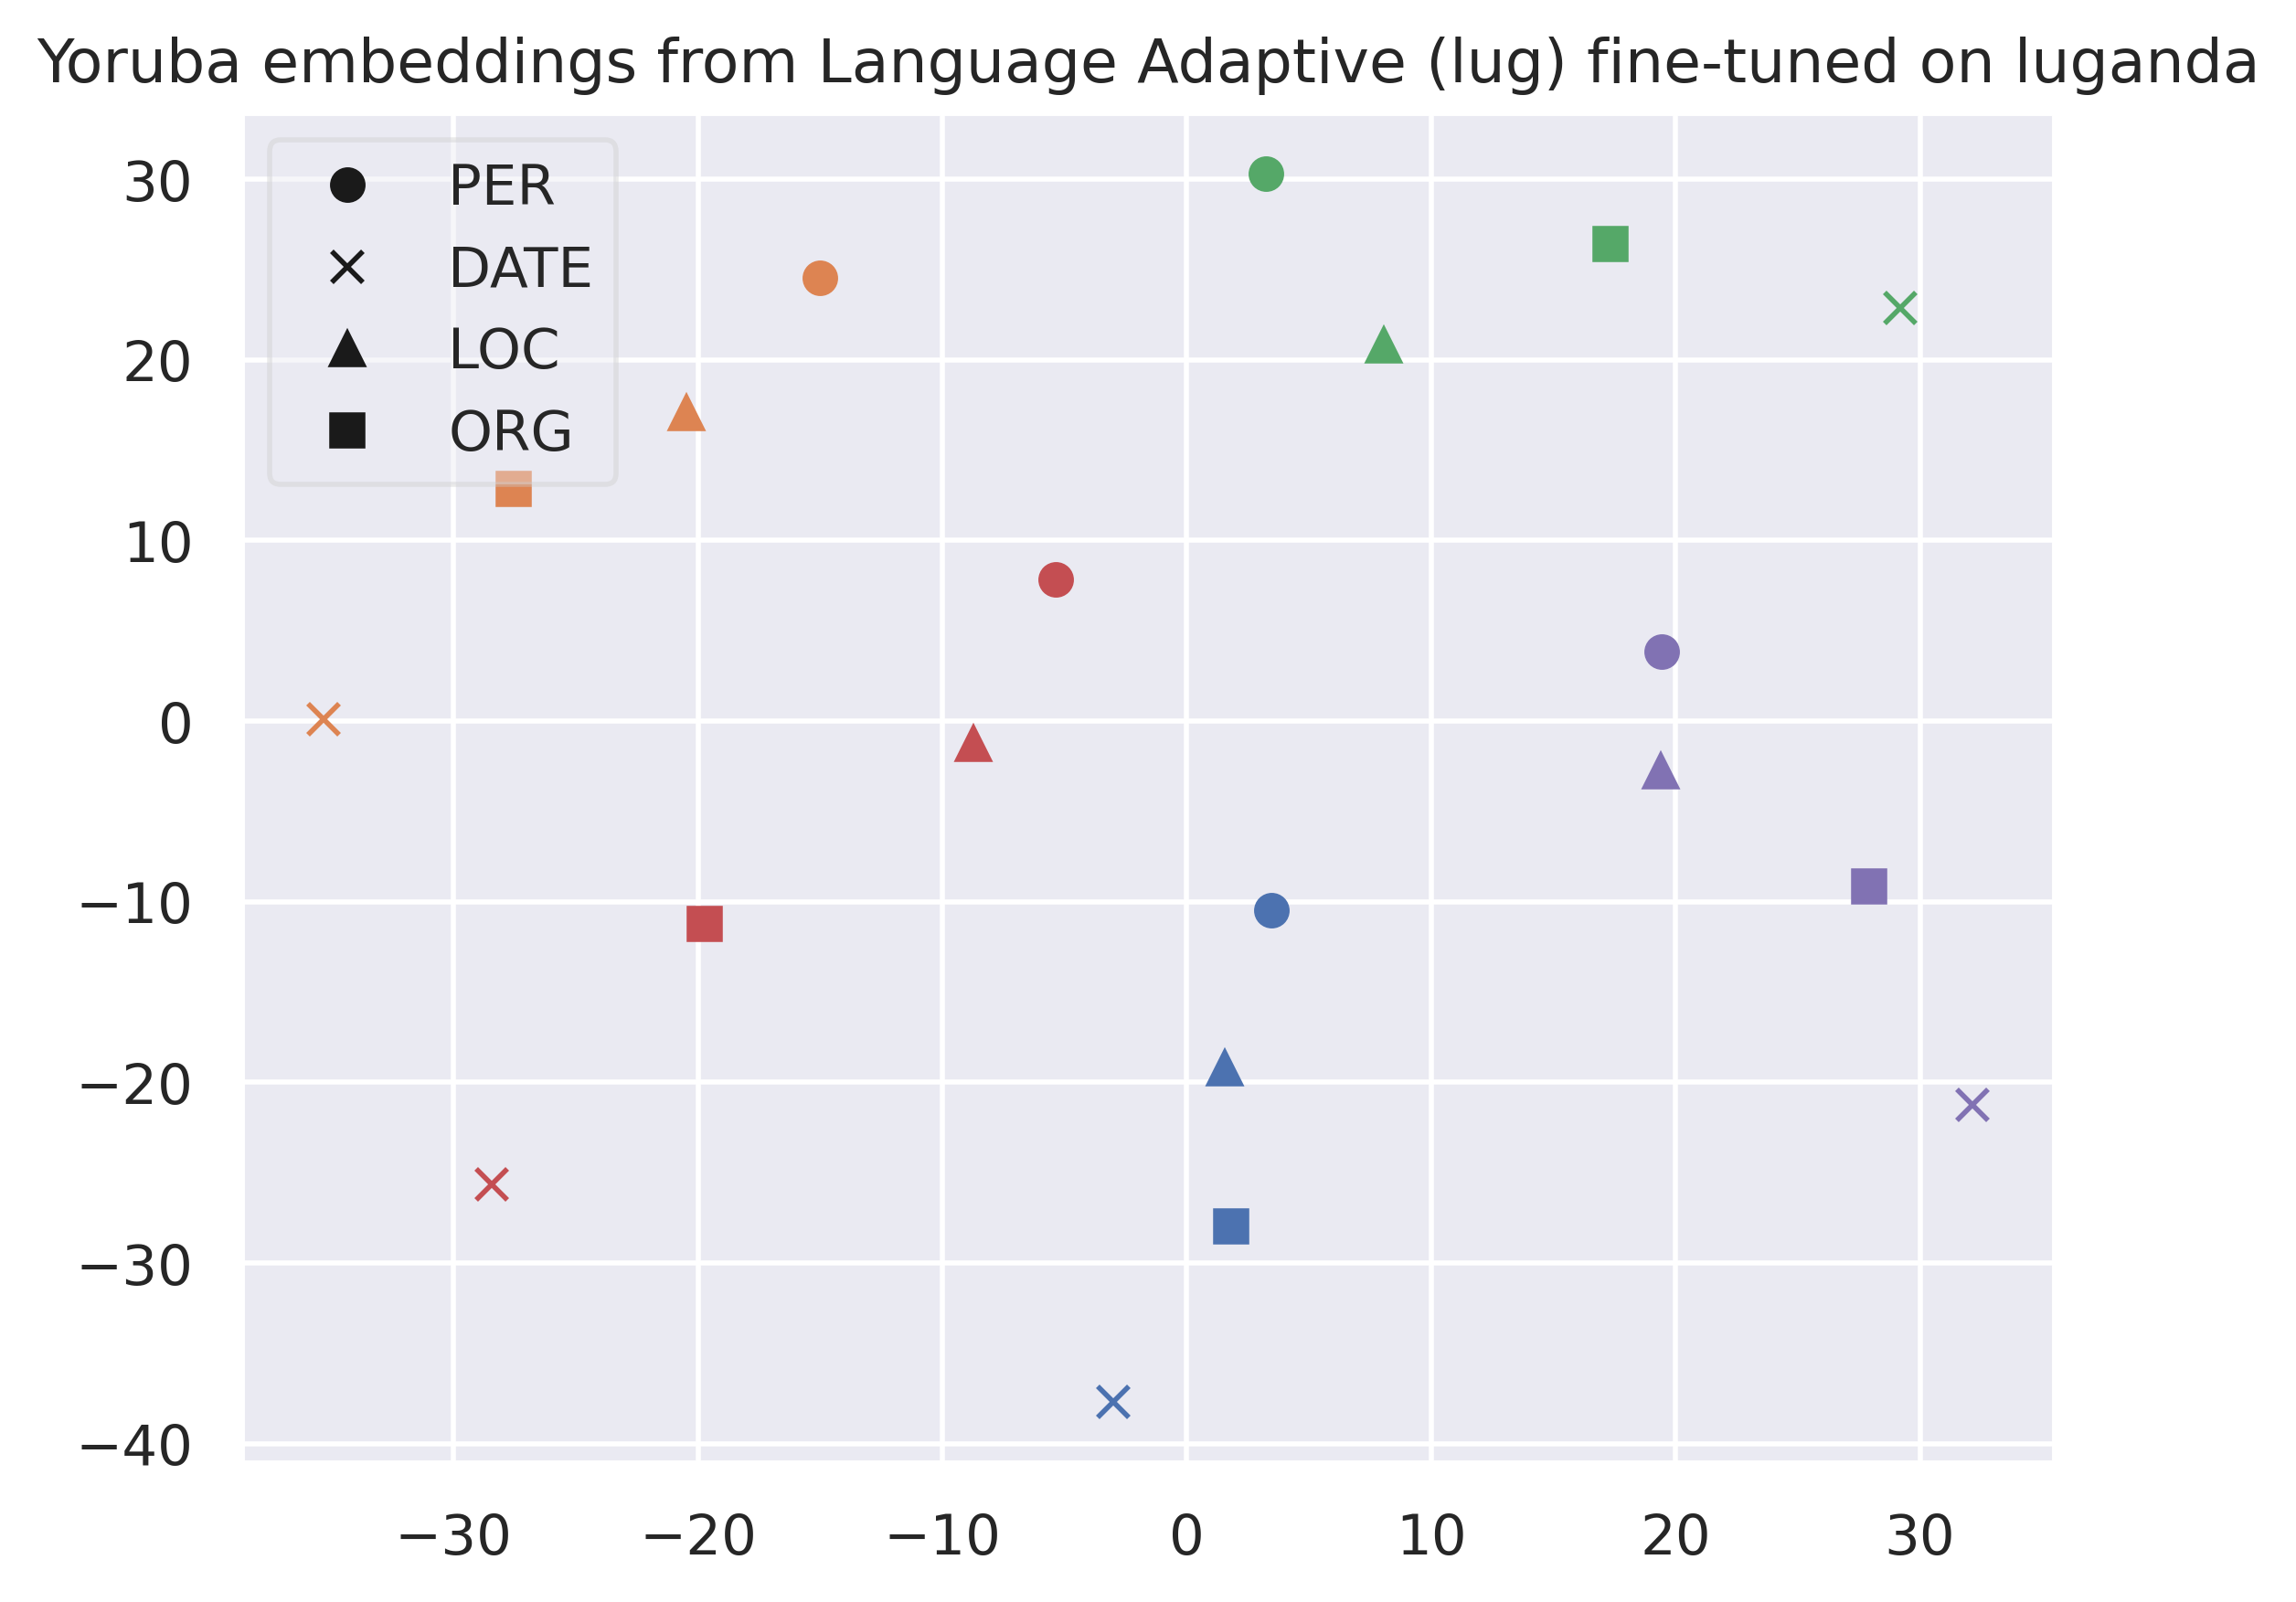 Yoruba embeddings from Language Adaptive (lug) fine-tuned on luganda
PER
DATE
LOC
ORG
30
20
10
0
−10
−20
−30
−40
−30 −20 −10 0 10 20 30